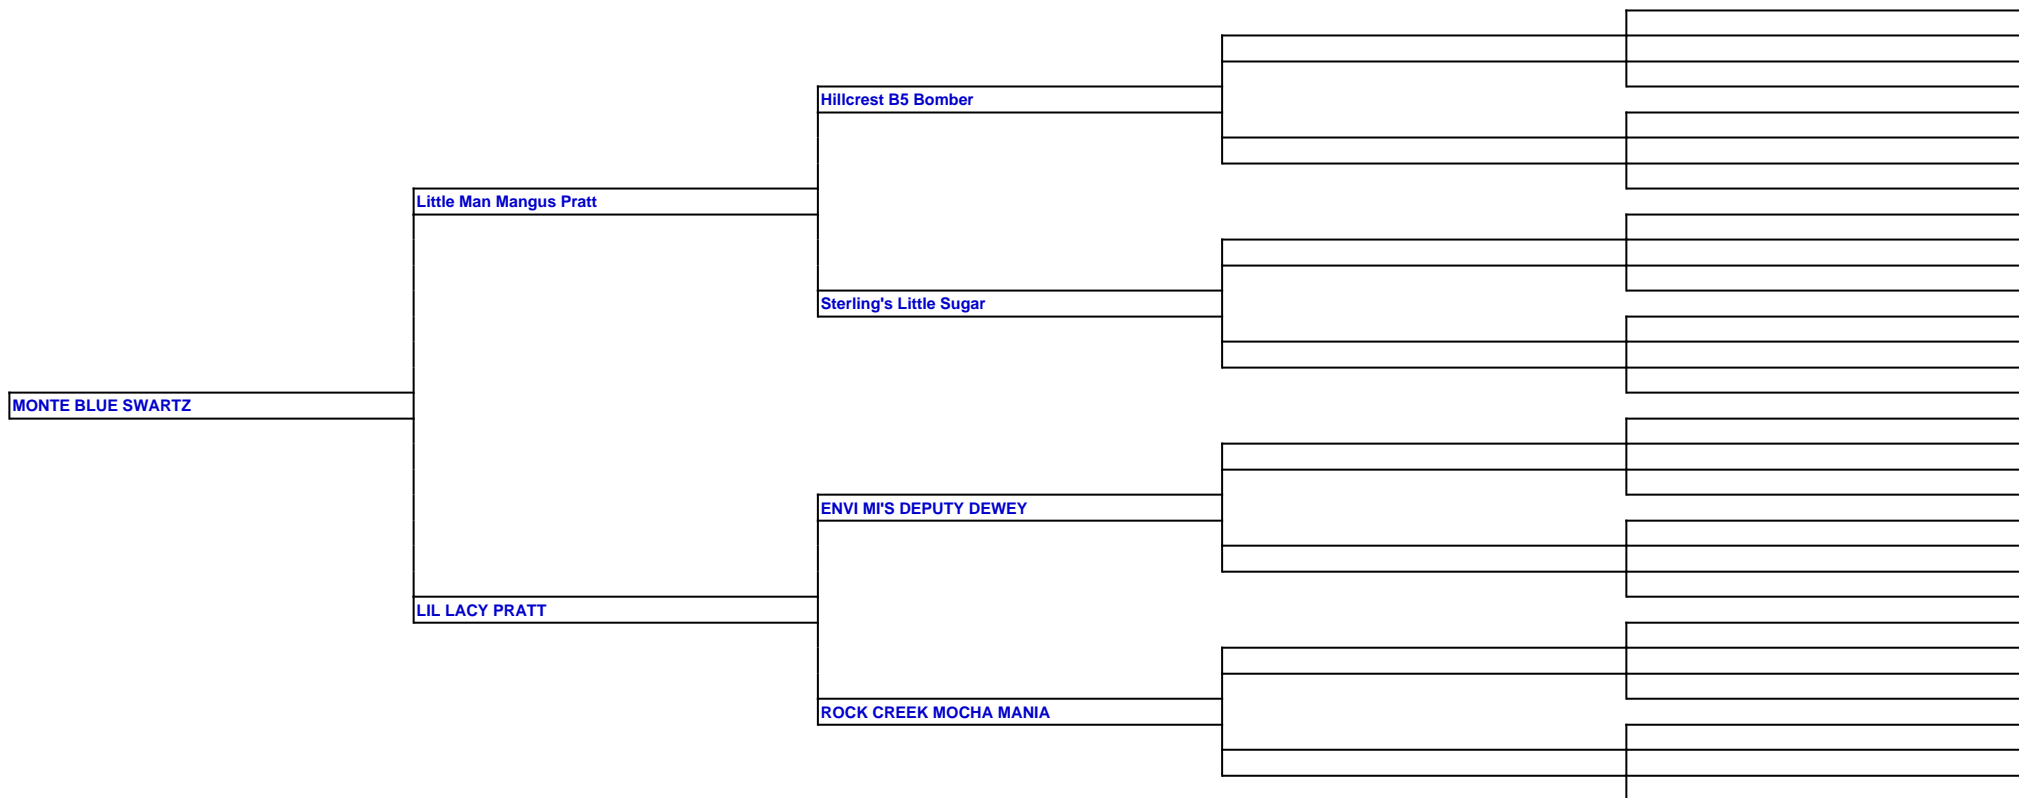 Hillcrest B5 Bomber
Little Man Mangus Pratt
Sterling's Little Sugar
MONTE BLUE SWARTZ
ENVI MI'S DEPUTY DEWEY
LIL LACY PRATT
ROCK CREEK MOCHA MANIA